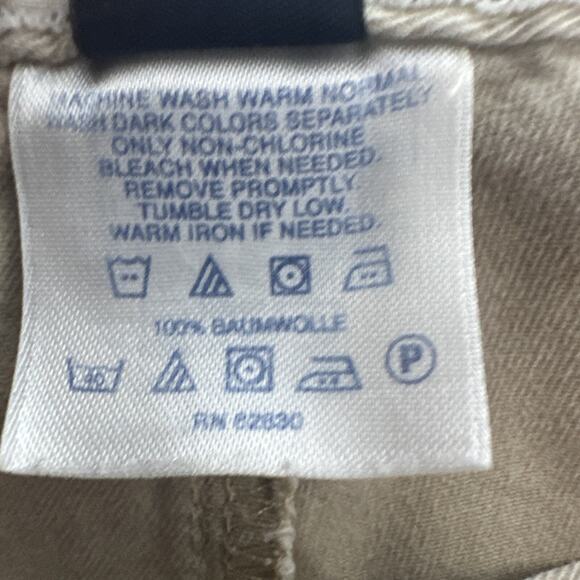 MACHINE WASH WARM NORMAL
WASH DARK COLORS SEPARATELY
ONLY NON-CHLORINE
BLEACH WHEN NEEDED.
REMOVE PROMPTLY.
TUMBLE DRY LOW.
WARM IRON IF NEEDED.
100% BAUMWOLLE
40 P
RN 62830